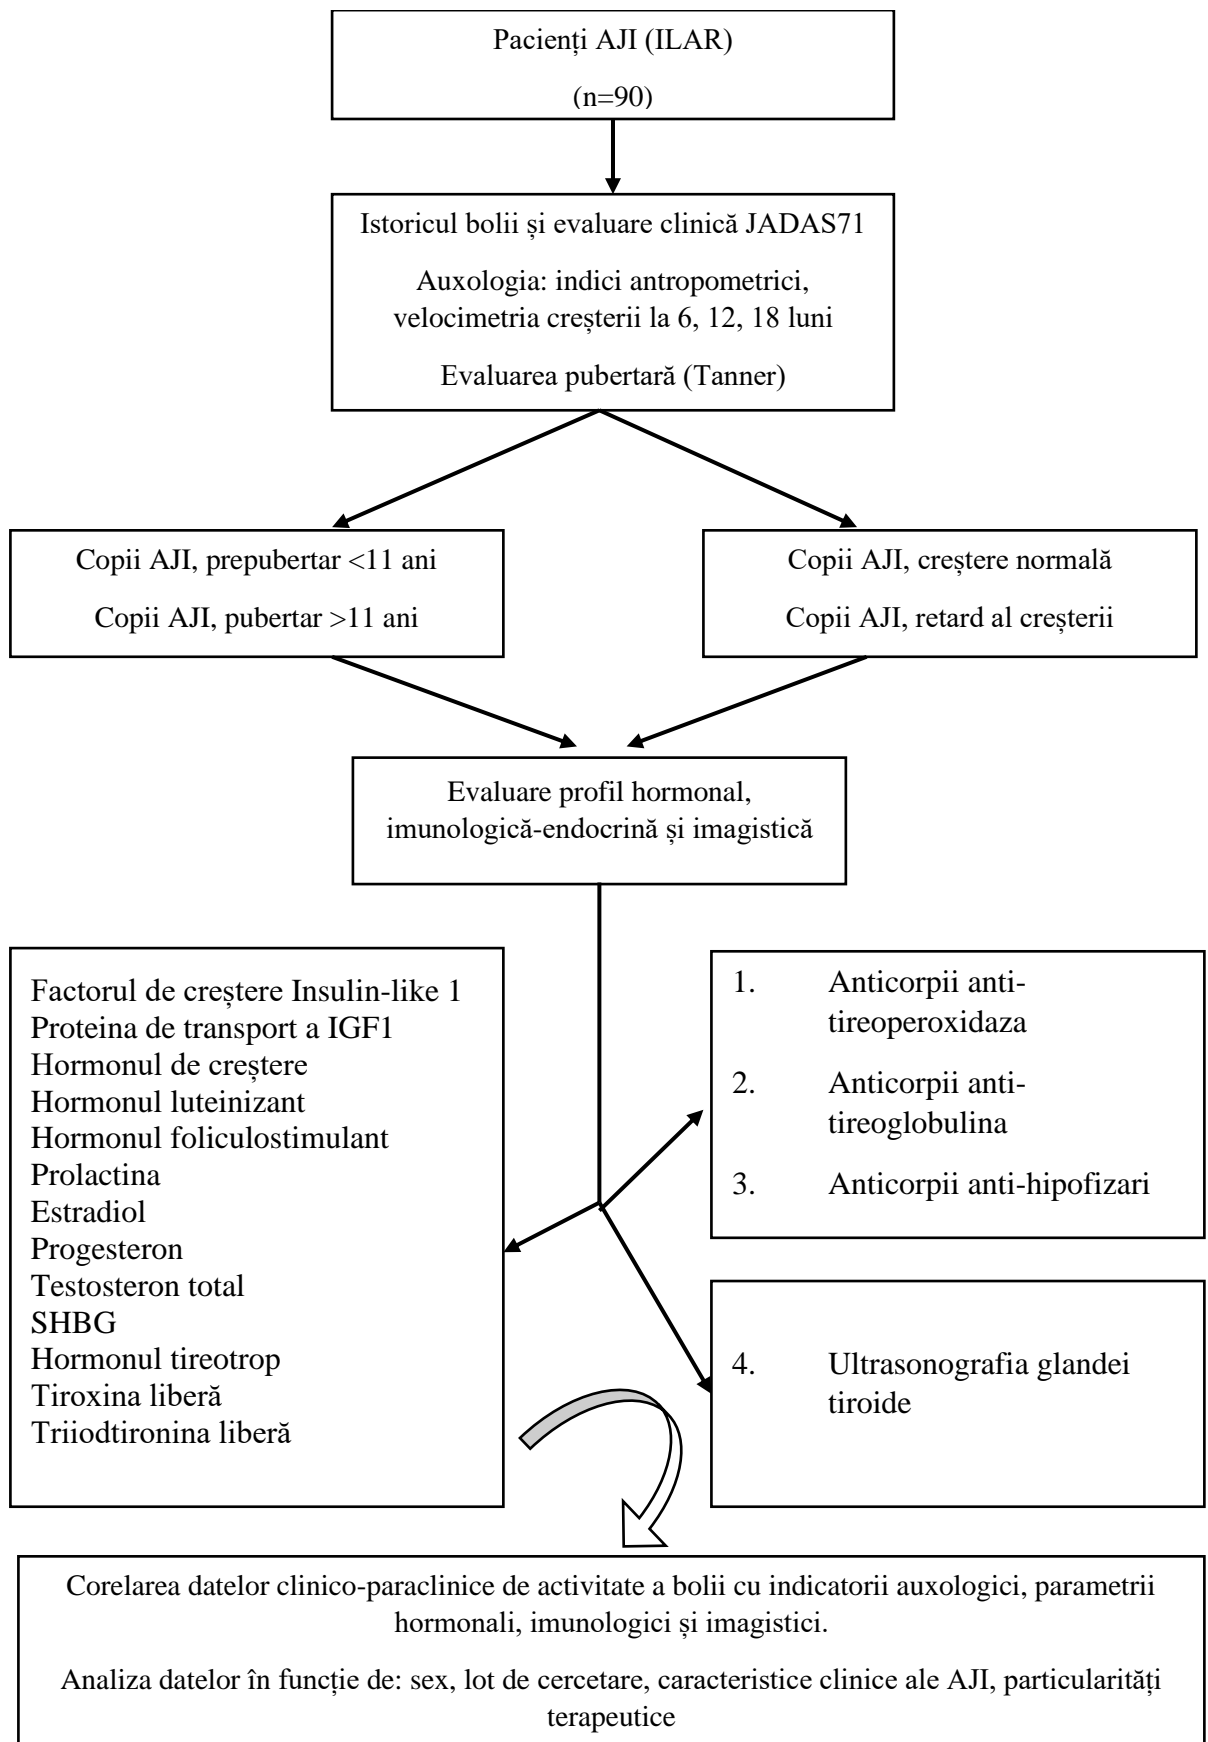 Pacienți AJI (ILAR)
(n=90)
Istoricul bolii și evaluare clinică JADAS71
Auxologia: indici antropometrici,
velocimetria creșterii la 6, 12, 18 luni
Evaluarea pubertară (Tanner)
Copii AJI, prepubertar <11 ani
Copii AJI, pubertar >11 ani
Copii AJI, creștere normală
Copii AJI, retard al creșterii
Evaluare profil hormonal,
imunologică-endocrină și imagistică
Factorul de creștere Insulin-like 1
Proteina de transport a IGF1
Hormonul de creștere
Hormonul luteinizant
Hormonul foliculostimulant
Prolactina
Estradiol
Progesteron
Testosteron total
SHBG
Hormonul tireotrop
Tiroxina liberă
Triiodtironina liberă
1. Anticorpii anti-
tireoperoxidaza
2. Anticorpii anti-
tireoglobulina
3. Anticorpii anti-hipofizari
4. Ultrasonografia glandei
tiroide
Corelarea datelor clinico-paraclinice de activitate a bolii cu indicatorii auxologici, parametrii
hormonali, imunologici și imagistici.
Analiza datelor în funcție de: sex, lot de cercetare, caracteristice clinice ale AJI, particularități
terapeutice